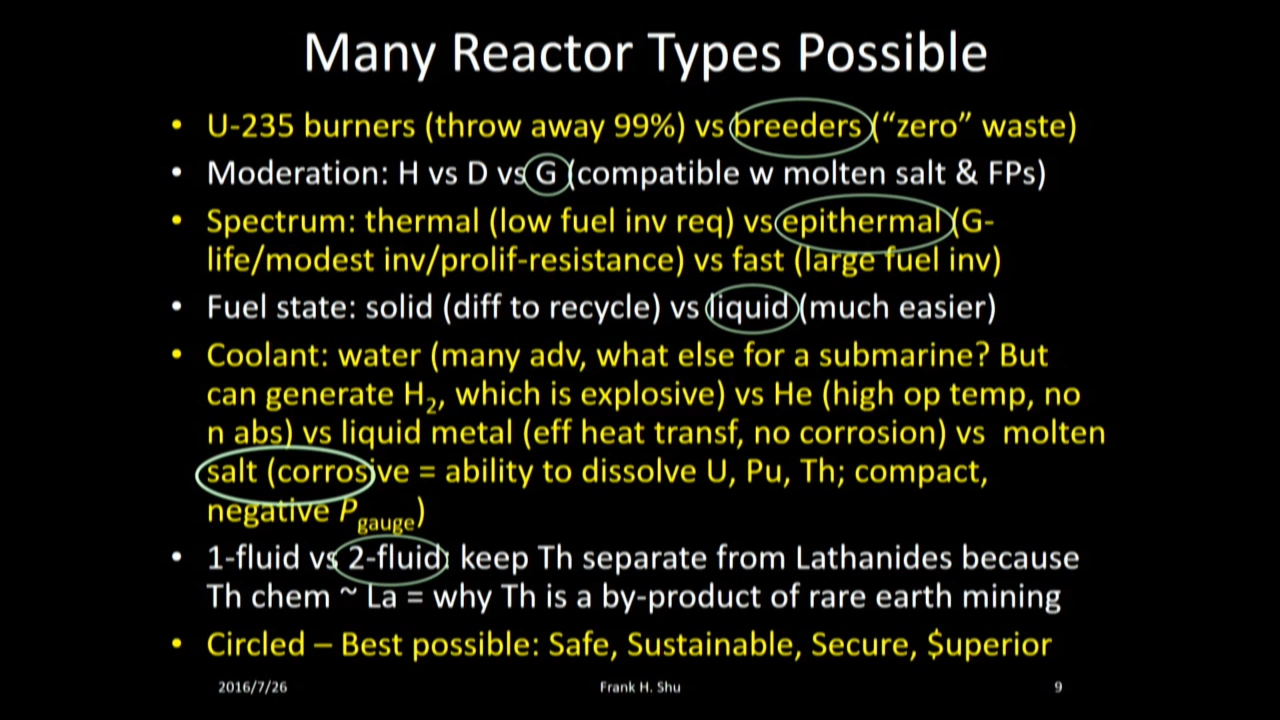 Many Reactor Types Possible
• U-235 burners (throw away 99%) vs breeders (“zero” waste)
• Moderation: H vs D vs G (compatible w molten salt & FPs)
• Spectrum: thermal (low fuel inv req) vs epithermal (G-
life/modest inv/prolif-resistance) vs fast (large fuel inv)
• Fuel state: solid (diff to recycle) vs liquid (much easier)
• Coolant: water (many adv, what else for a submarine? But
can generate H₂, which is explosive) vs He (high op temp, no
n abs) vs liquid metal (eff heat transf, no corrosion) vs molten
salt (corrosive = ability to dissolve U, Pu, Th; compact,
negative Pgauge)
• 1-fluid vs 2-fluid: keep Th separate from Lathanides because
Th chem ~ La = why Th is a by-product of rare earth mining
• Circled – Best possible: Safe, Sustainable, Secure, $uperior
2016/7/26 Frank H. Shu 9